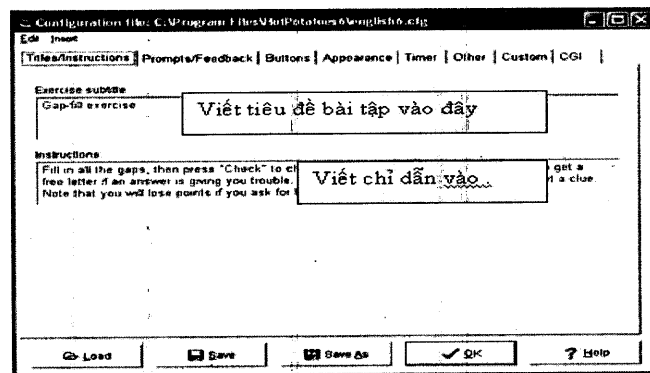 Configuration file: C:\Program Files\HotPotatoes6\english6.cfg
Edit Insert
Titles/Instructions Prompts/Feedback Buttons Appearance Timer Other Custom CGI
Exercise subtitle
Gap-fill exercise
Viết tiêu đề bài tập vào đây
Instructions
Fill in all the gaps, then press "Check" to ch get a
free letter if an answer is giving you trouble. t a clue.
Note that you will lose points if you ask for
Viết chỉ dẫn vào .
Load Save Save As OK Help